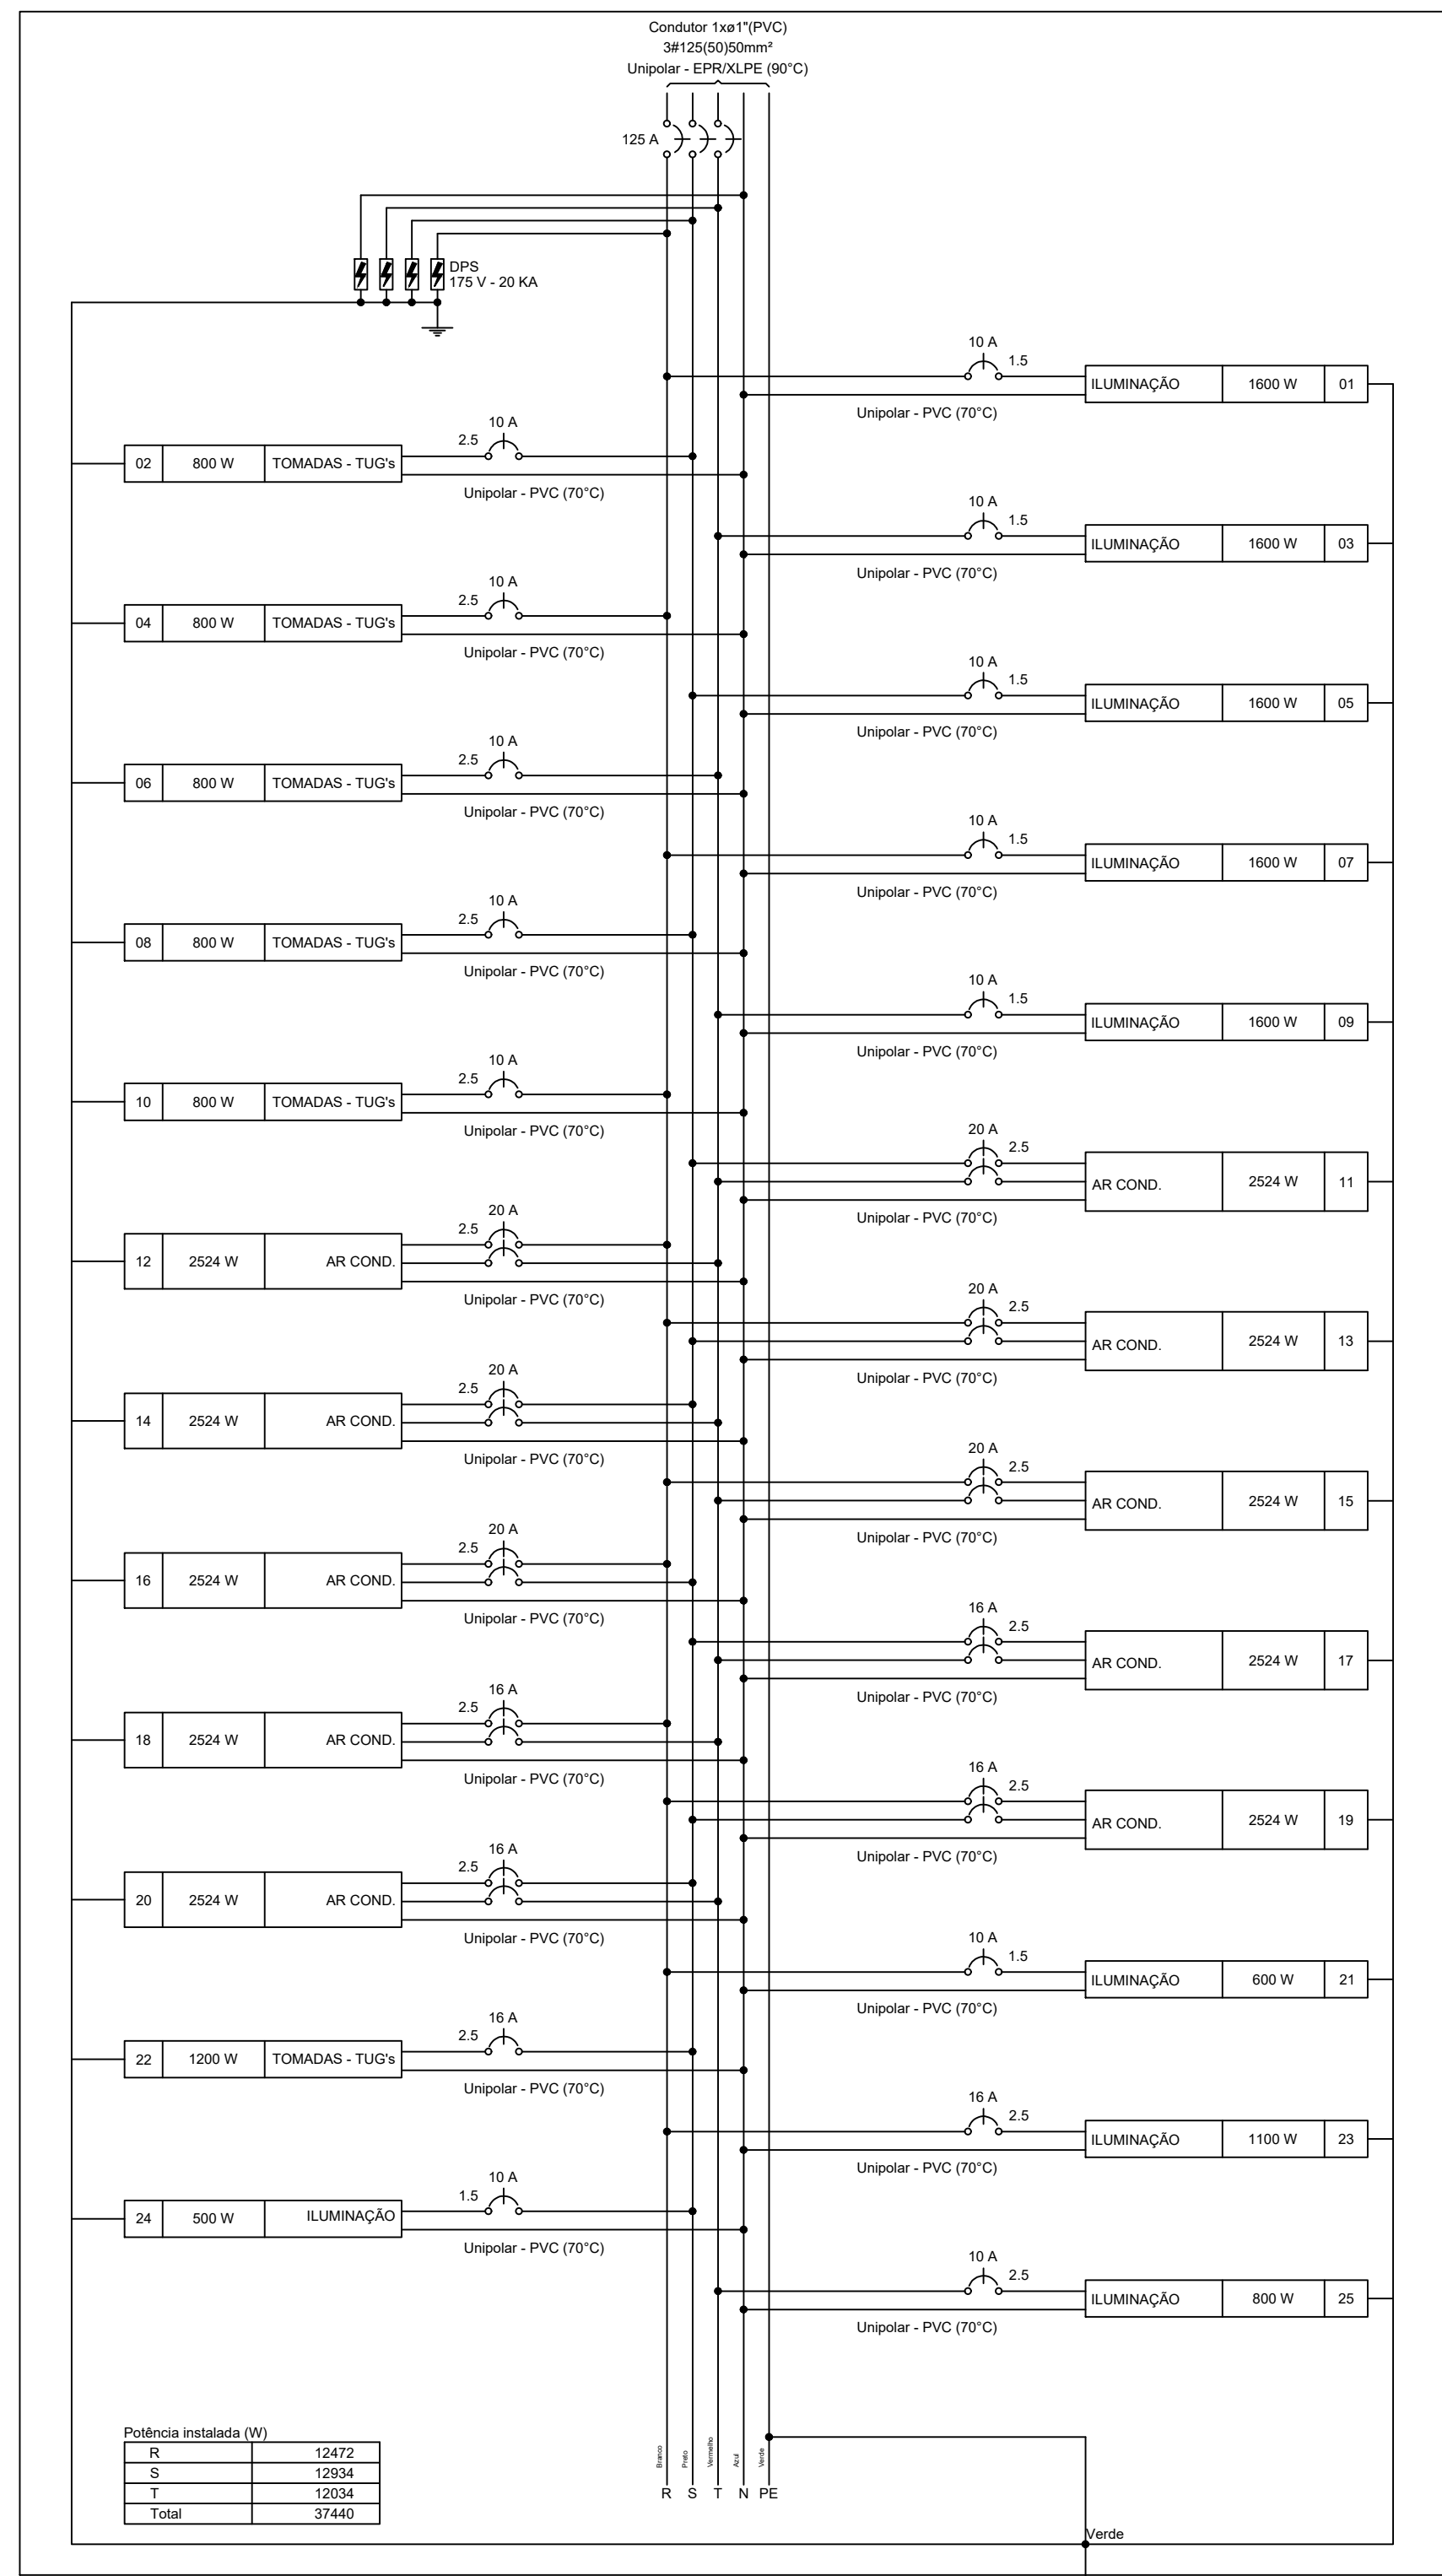 Condutor 1xø1"(PVC)
3#125(50)50mm²
Unipolar - EPR/XLPE (90°C)
125 A
DPS
175 V - 20 KA
10 A
1.5
ILUMINAÇÃO 1600 W 01
Unipolar - PVC (70°C)
10 A
2.5
02 800 W TOMADAS - TUG's
Unipolar - PVC (70°C)
10 A
1.5
ILUMINAÇÃO 1600 W 03
Unipolar - PVC (70°C)
10 A
2.5
04 800 W TOMADAS - TUG's
Unipolar - PVC (70°C)
10 A
1.5
ILUMINAÇÃO 1600 W 05
Unipolar - PVC (70°C)
10 A
2.5
06 800 W TOMADAS - TUG's
Unipolar - PVC (70°C)
10 A
1.5
ILUMINAÇÃO 1600 W 07
Unipolar - PVC (70°C)
10 A
2.5
08 800 W TOMADAS - TUG's
Unipolar - PVC (70°C)
10 A
1.5
ILUMINAÇÃO 1600 W 09
Unipolar - PVC (70°C)
10 A
2.5
10 800 W TOMADAS - TUG's
Unipolar - PVC (70°C)
20 A
2.5
AR COND. 2524 W 11
Unipolar - PVC (70°C)
20 A
2.5
12 2524 W AR COND.
Unipolar - PVC (70°C)
20 A
2.5
AR COND. 2524 W 13
Unipolar - PVC (70°C)
20 A
2.5
14 2524 W AR COND.
Unipolar - PVC (70°C)
20 A
2.5
AR COND. 2524 W 15
Unipolar - PVC (70°C)
20 A
2.5
16 2524 W AR COND.
Unipolar - PVC (70°C)
16 A
2.5
AR COND. 2524 W 17
Unipolar - PVC (70°C)
16 A
2.5
18 2524 W AR COND.
Unipolar - PVC (70°C)
16 A
2.5
AR COND. 2524 W 19
Unipolar - PVC (70°C)
16 A
2.5
20 2524 W AR COND.
Unipolar - PVC (70°C)
10 A
1.5
ILUMINAÇÃO 600 W 21
Unipolar - PVC (70°C)
16 A
2.5
22 1200 W TOMADAS - TUG's
Unipolar - PVC (70°C)
16 A
2.5
ILUMINAÇÃO 1100 W 23
Unipolar - PVC (70°C)
10 A
1.5
24 500 W ILUMINAÇÃO
Unipolar - PVC (70°C)
10 A
2.5
ILUMINAÇÃO 800 W 25
Unipolar - PVC (70°C)
Potência instalada (W)
R 12472
S 12934
T 12034
Total 37440
Branco Preto Vermelho Azul Verde
R S T N PE
Verde